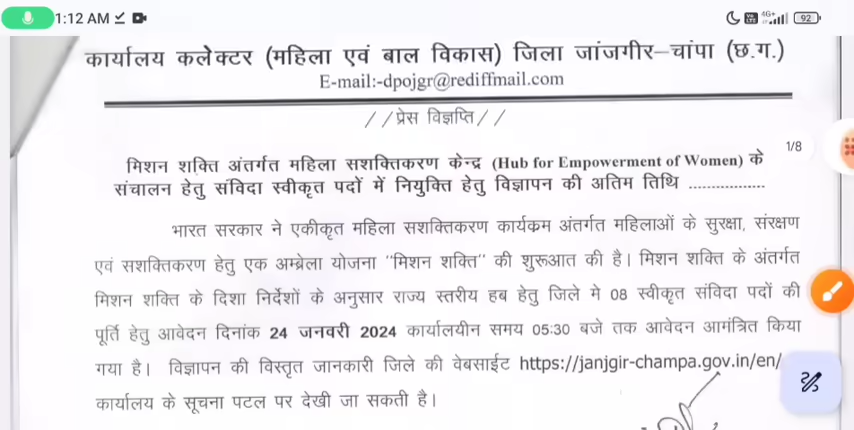 1:12 AM
4G+
92
कार्यालय कलेक्टर (महिला एवं बाल विकास) जिला जांजगीर–चांपा (छ.ग.)
E-mail:-dpojgr@rediffmail.com
//प्रेस विज्ञप्ति//
1/8
मिशन शक्ति अंतर्गत महिला सशक्तिकरण केन्द्र (Hub for Empowerment of Women) के
संचालन हेतु संविदा स्वीकृत पदों में नियुक्ति हेतु विज्ञापन की अतिम तिथि .................
भारत सरकार ने एकीकृत महिला सशक्तिकरण कार्यकम अंतर्गत महिलाओं के सुरक्षा, संरक्षण
एवं सशक्तिकरण हेतु एक अम्ब्रेला योजना "मिशन शक्ति" की शुरूआत की है। मिशन शक्ति के अंतर्गत
मिशन शक्ति के दिशा निर्देशों के अनुसार राज्य स्तरीय हब हेतु जिले मे 08 स्वीकृत संविदा पदों की
पूर्ति हेतु आवेदन दिनांक 24 जनवरी 2024 कार्यालयीन समय 05:30 बजे तक आवेदन आमंत्रित किया
गया है। विज्ञापन की विस्तृत जानकारी जिले की वेबसाईट https://janjgir-champa.gov.in/en/
कार्यालय के सूचना पटल पर देखी जा सकती है।